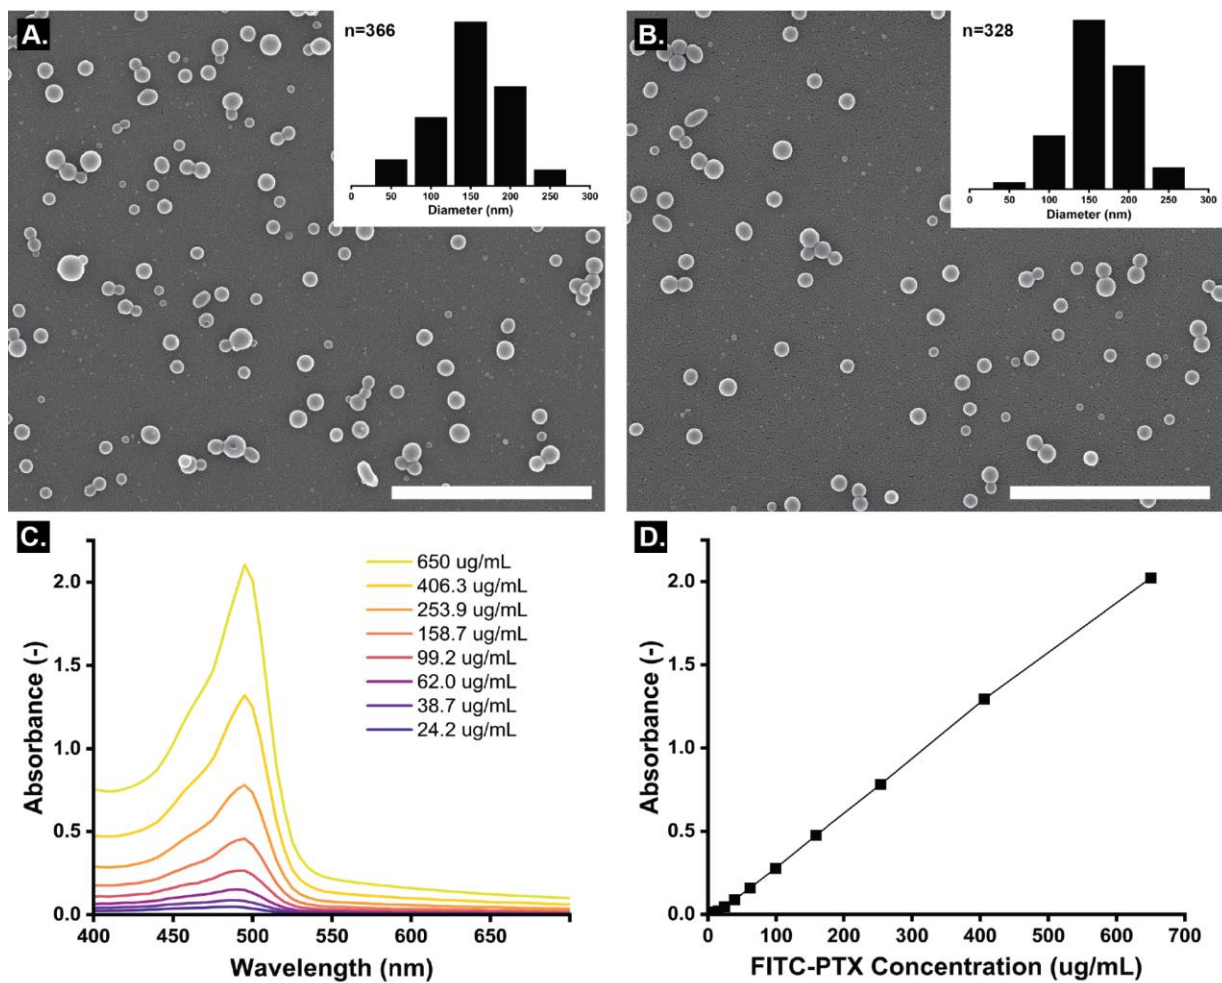 A.
n=366
0 50 100 150 200 250 300
Diameter (nm)
B.
n=328
0 50 100 150 200 250 300
Diameter (nm)
C.
2.0
1.5
1.0
0.5
0.0
400 450 500 550 600 650
Absorbance (-)
Wavelength (nm)
650 ug/mL
406.3 ug/mL
253.9 ug/mL
158.7 ug/mL
99.2 ug/mL
62.0 ug/mL
38.7 ug/mL
24.2 ug/mL
D.
2.0
1.5
1.0
0.5
0.0
0 100 200 300 400 500 600 700
Absorbance (-)
FITC-PTX Concentration (ug/mL)